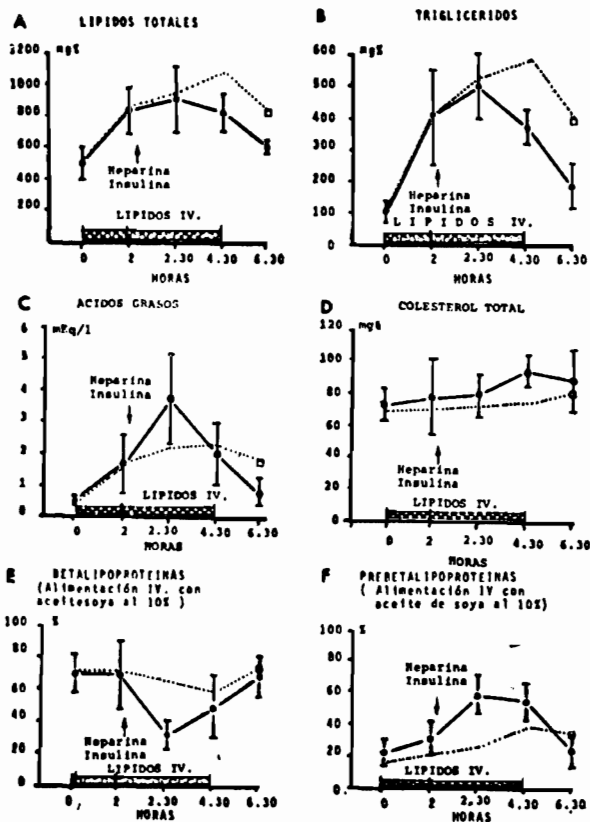 A
LIPIDOS TOTALES
mg%
1200
1000
800
600
400
200
Heparina
Insulina
LIPIDOS IV.
0 2 2.30 4.30 6.30
HORAS
B
TRIGLICERIDOS
mg%
600
500
400
300
200
100
0
Heparina
Insulina
LIPIDOS IV.
0 2 2.30 4.30 6.30
HORAS
C
ACIDOS GRASOS
mEq/l
6
5
4
3
2
1
0
Heparina
Insulina
LIPIDOS IV.
0 2 2.30 4.30 6.30
HORAS
D
COLESTEROL TOTAL
mg%
120
100
80
60
40
20
0
Heparina
Insulina
LIPIDOS IV.
0 2 2.30 4.30 6.30
HORAS
E
BETALIPOPROTEINAS
(Alimentación IV. con
aceitesoya al 10% )
%
100
80
60
40
20
0
Heparina
Insulina
LIPIDOS IV.
0 2 2.30 4.30 6.30
HORAS
F
PREBETALIPOPROTEINAS
( Alimentación IV con
aceite de soya al 10%)
%
100
80
60
40
20
0
Heparina
Insulina
LIPIDOS IV.
0 2 2.30 4.30 6.30
HORAS